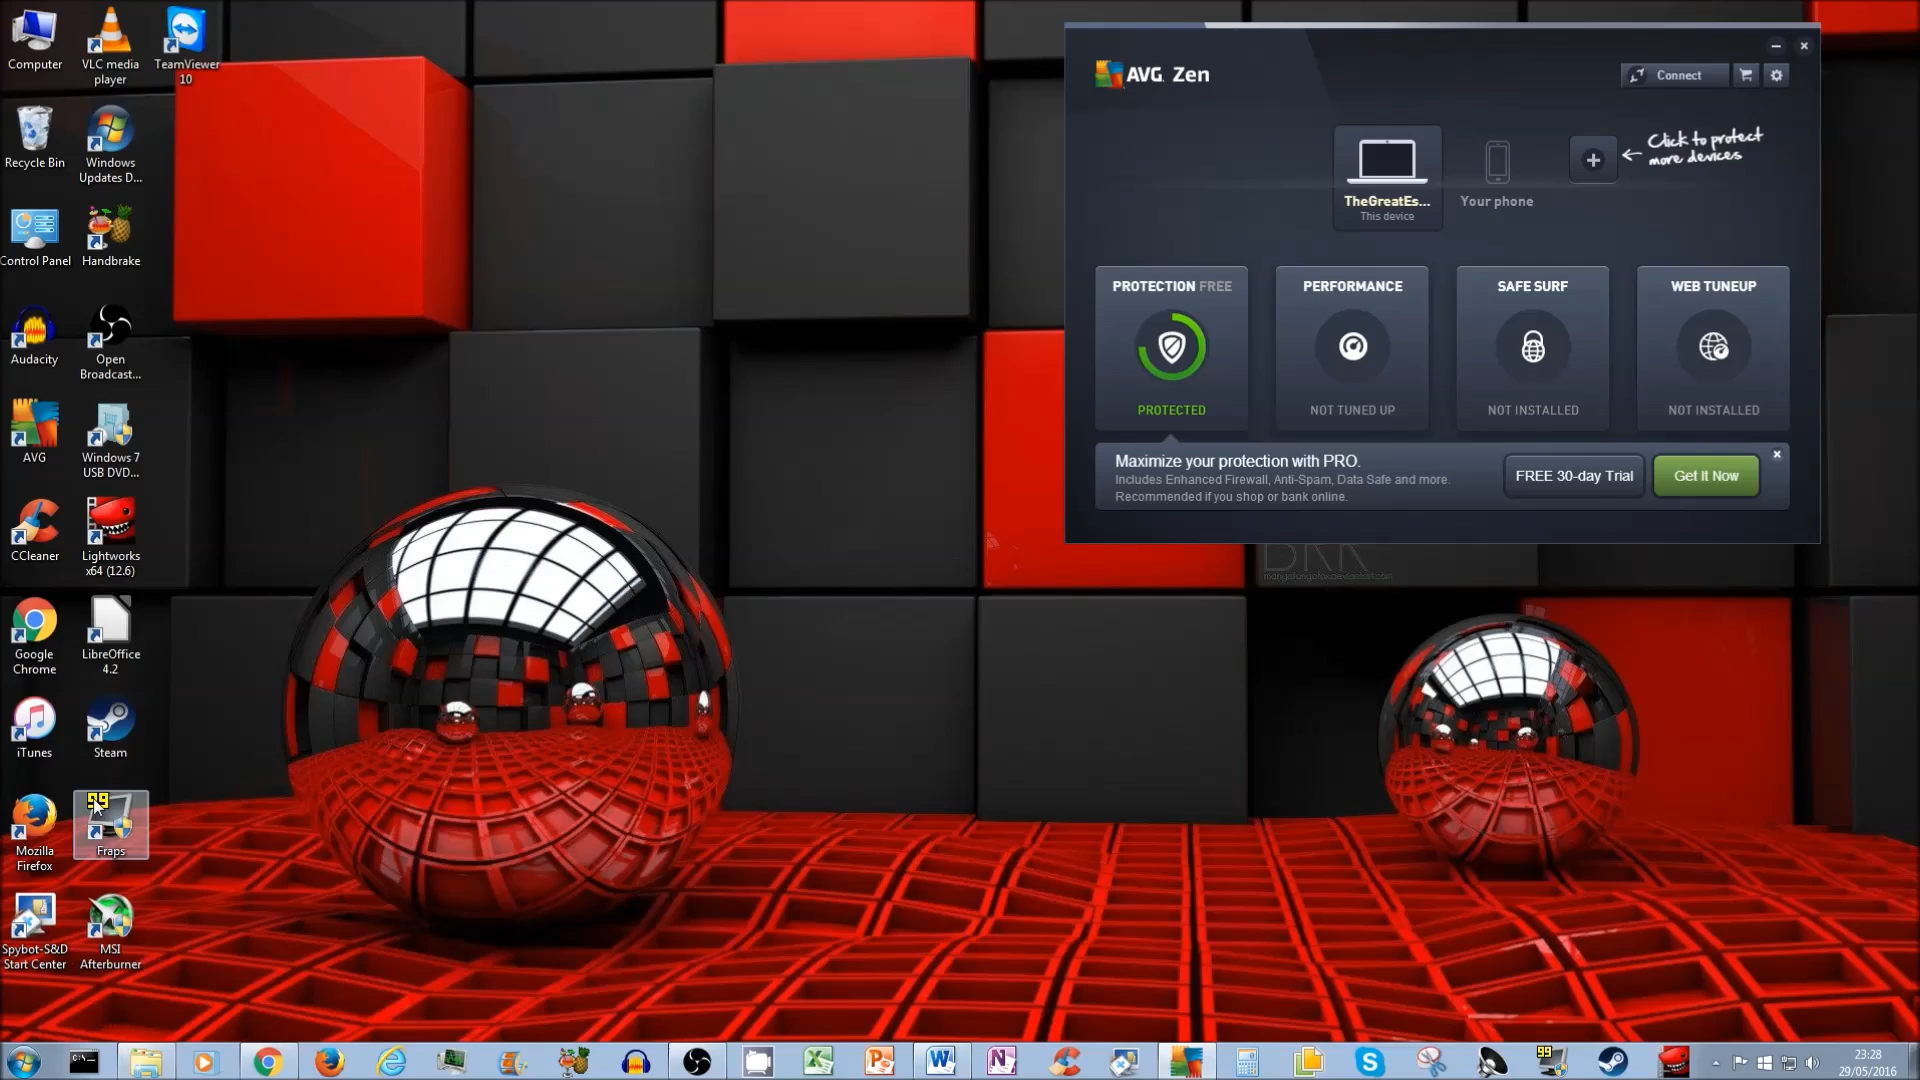 Computer
VLC media
player
TeamViewer
10
Recycle Bin
Windows
Updates D...
Control Panel
Handbrake
Audacity
Open
Broadcast...
AVG
Windows 7
USB DVD...
CCleaner
Lightworks
x64 (12.6)
Google
Chrome
LibreOffice
4.2
iTunes
Steam
Mozilla
Firefox
99
Fraps
Spybot-S&D
Start Center
MSI
Afterburner
AVG. Zen
Connect
Click to protect
more devices
TheGreatEs...
This device
Your phone
PROTECTION FREE
PROTECTED
PERFORMANCE
NOT TUNED UP
SAFE SURF
NOT INSTALLED
WEB TUNEUP
NOT INSTALLED
Maximize your protection with PRO.
Includes Enhanced Firewall, Anti-Spam, Data Safe and more.
Recommended if you shop or bank online.
FREE 30-day Trial
Get It Now
BRR
C:\
99
23:28
29/05/2016